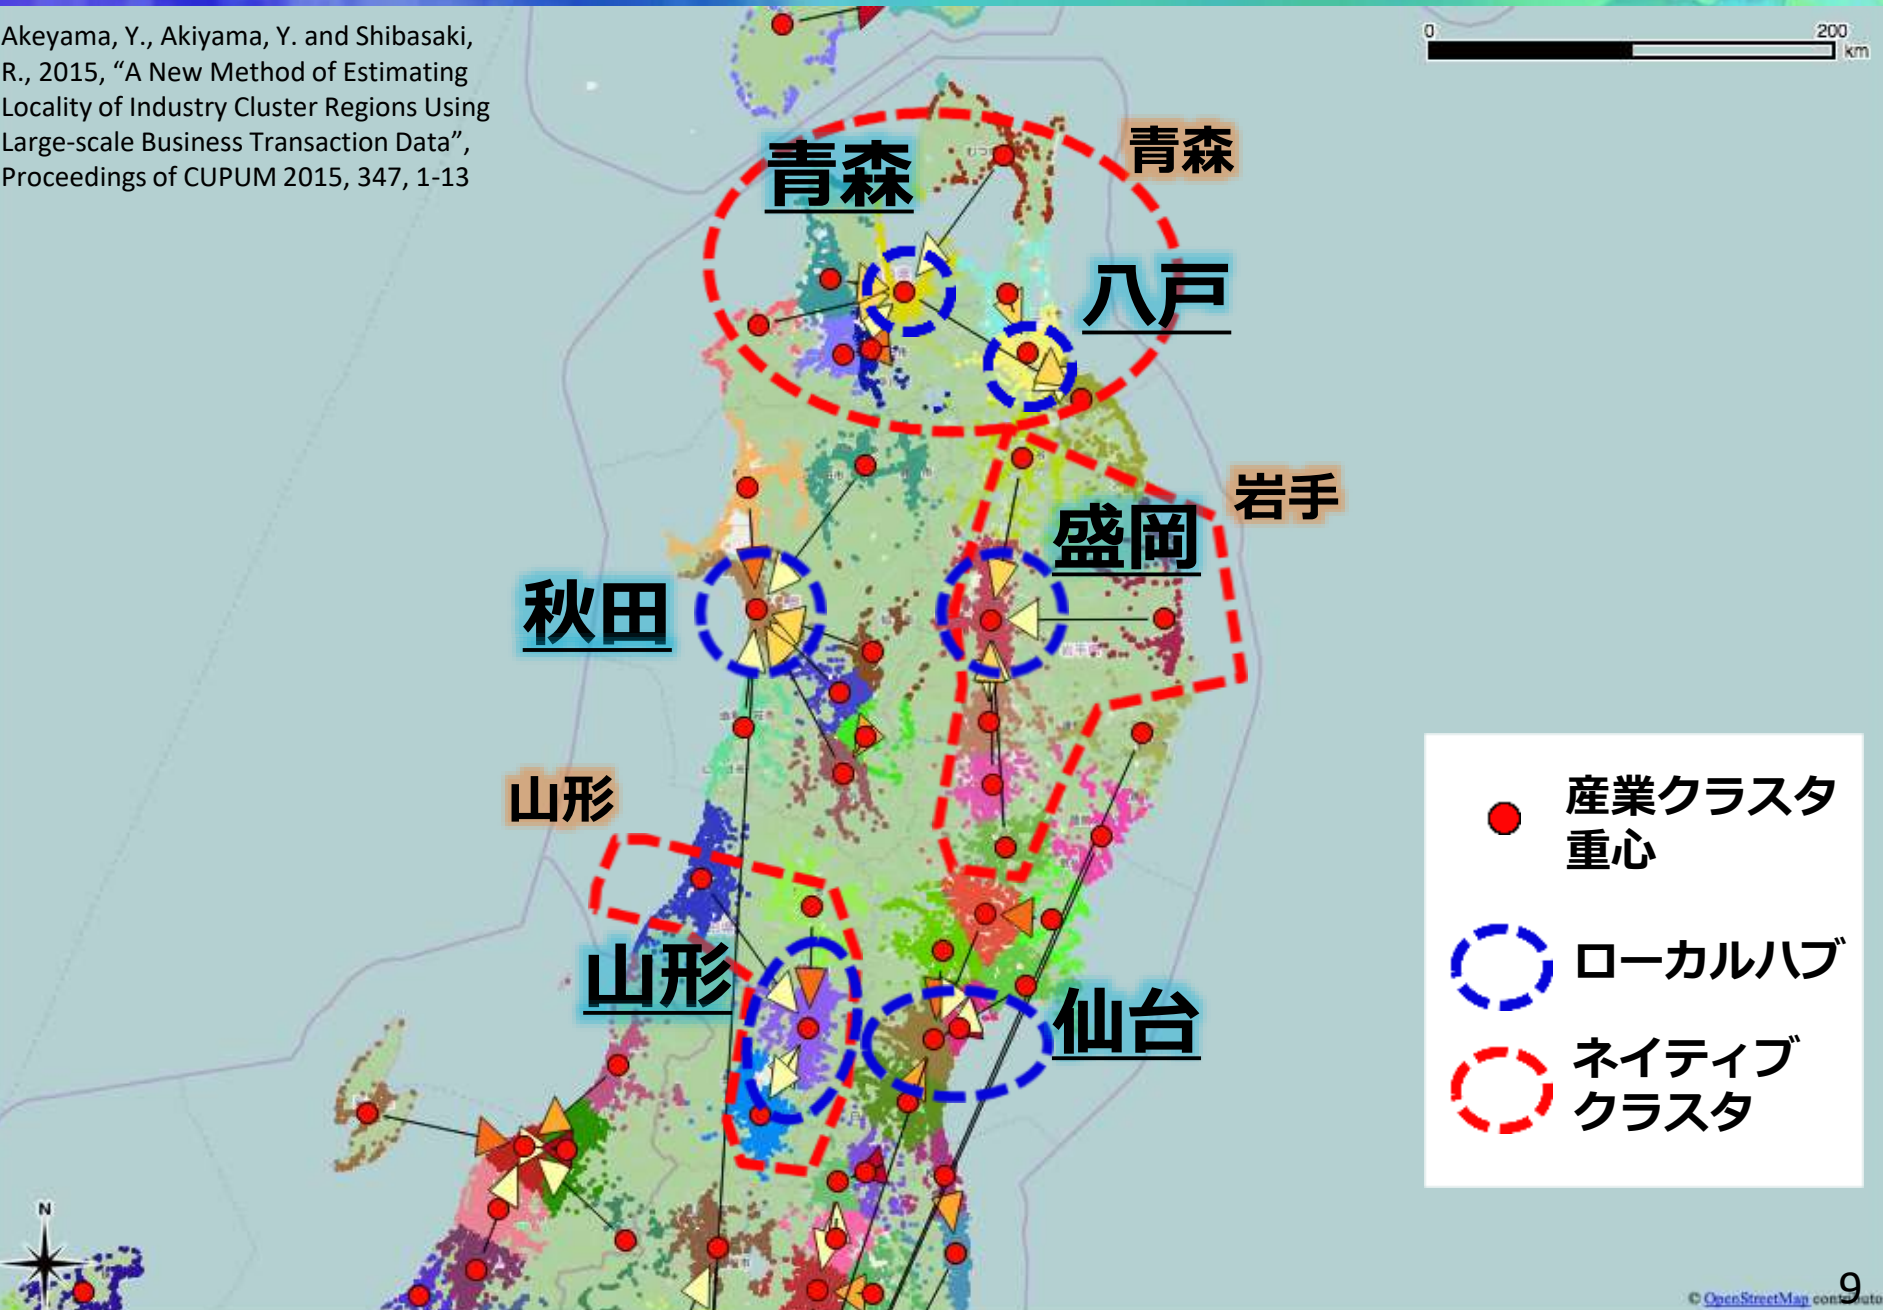 Akeyama, Y., Akiyama, Y. and Shibasaki,
R., 2015, “A New Method of Estimating
Locality of Industry Cluster Regions Using
Large-scale Business Transaction Data”,
Proceedings of CUPUM 2015, 347, 1-13
0
200
km
青森
青森
八戸
岩手
盛岡
秋田
山形
山形
仙台
産業クラスタ
重心
ローカルハブ
ネイティブ
クラスタ
N
9
© OpenStreetMap